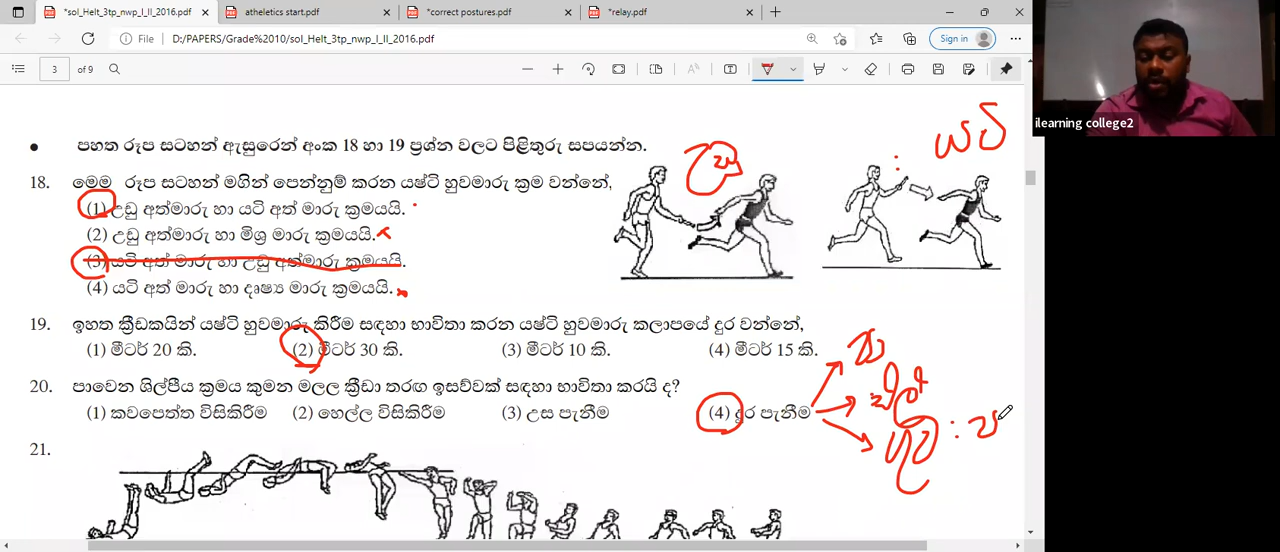 *sol_Helt_3tp_nwp_I_II_2016.pdf
atheletics start.pdf
*correct postures.pdf
*relay.pdf
File
D:/PAPERS/Grade%2010/sol_Helt_3tp_nwp_I_II_2016.pdf
Sign in
3 of 9
ilearning college2
• පහත රූප සටහන් ඇසුරෙන් අංක 18 හා 19 ප්‍රශ්න වලට පිළිතුරු සපයන්න.
යටි
18. මෙම රූප සටහන් මගින් පෙන්නුම් කරන යෂ්ටි හුවමාරු ක්‍රම වන්නේ,
(1) උඩු අත්මාරු හා යටි අත් මාරු ක්‍රමයයි.
(2) උඩු අත්මාරු හා මිශ්‍ර මාරු ක්‍රමයයි.
(3) යටි අත් මාරු හා උඩු අත්මාරු ක්‍රමයයි.
(4) යටි අත් මාරු හා දෘෂ්‍ය මාරු ක්‍රමයයි.
19. ඉහත ක්‍රීඩකයින් යෂ්ටි හුවමාරු කිරීම සඳහා භාවිතා කරන යෂ්ටි හුවමාරු කලාපයේ දුර වන්නේ,
(1) මීටර් 20 කි. (2) මීටර් 30 කි. (3) මීටර් 10 කි. (4) මීටර් 15 කි.
20. පාවෙන ශිල්පීය ක්‍රමය කුමන මලල ක්‍රීඩා තරඟ ඉසව්වක් සඳහා භාවිතා කරයි ද?
(1) කවපෙත්ත විසිකිරීම (2) හෙල්ල විසිකිරීම (3) උස පැනීම (4) දුර පැනීම
21.